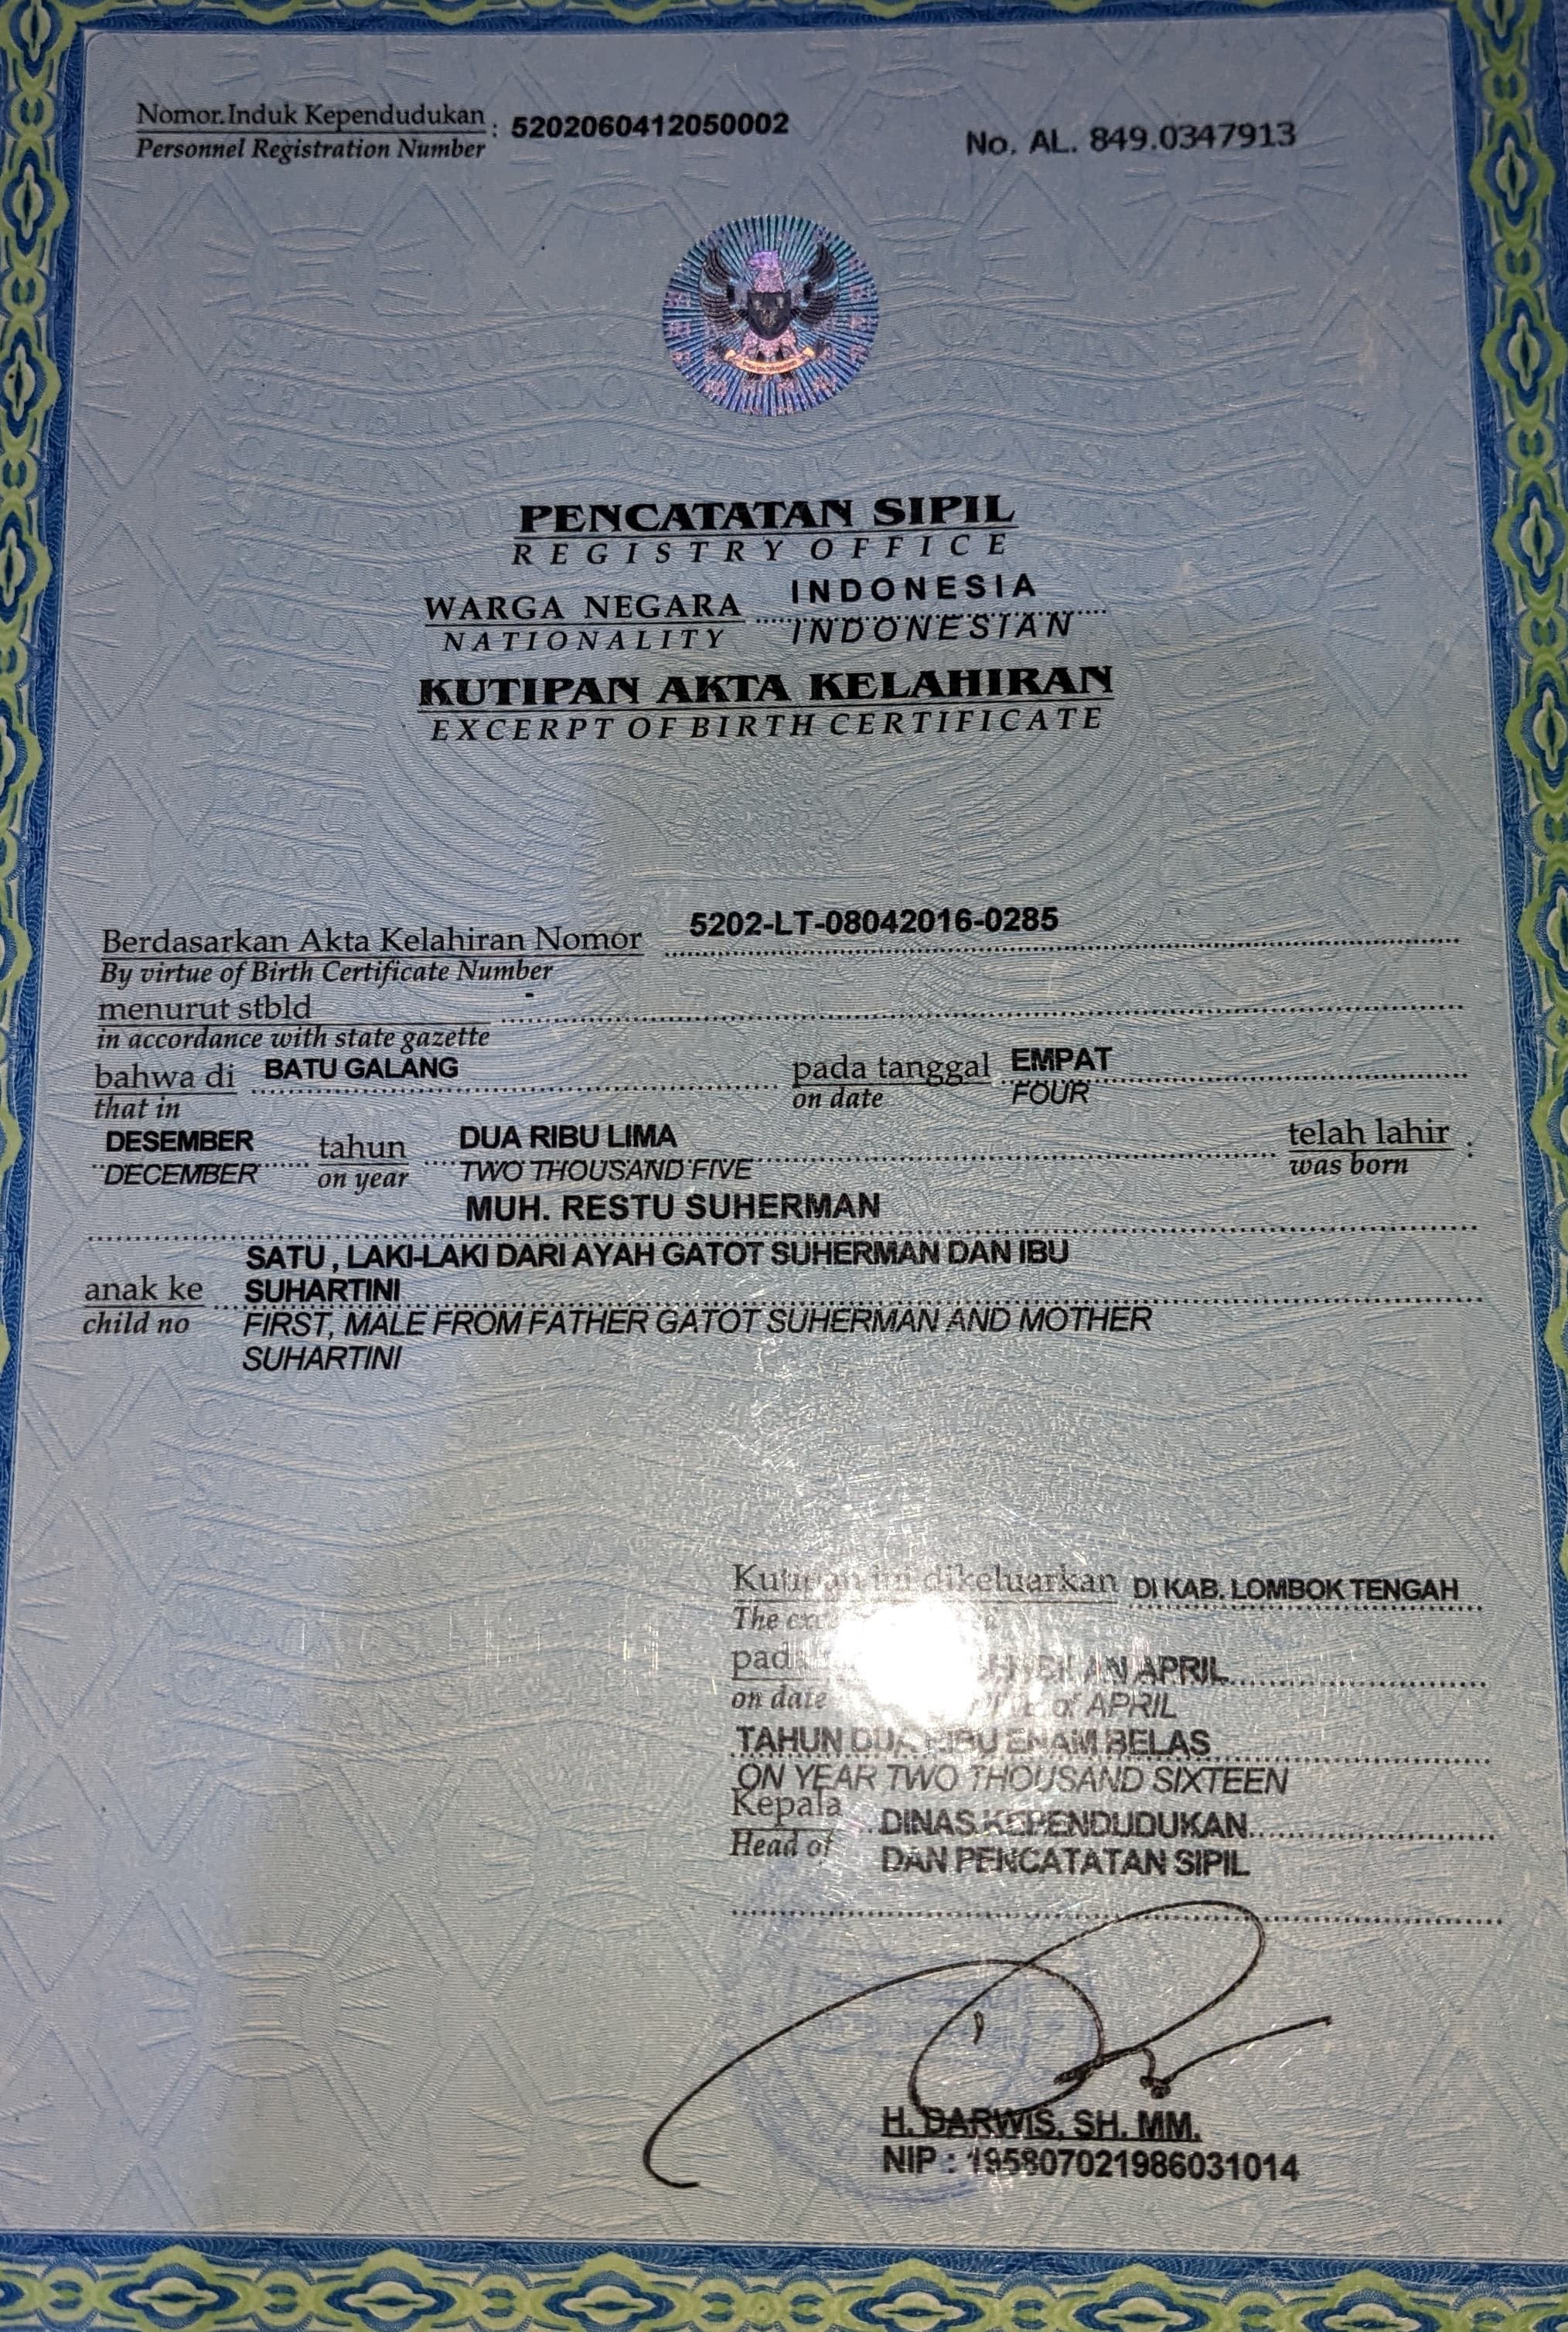 Nomor Induk Kependudukan : 5202060412050002
Personnel Registration Number
No. AL. 849.0347913
PENCATATAN SIPIL
REGISTRY OFFICE
WARGA NEGARA INDONESIA
NATIONALITY INDONESIAN
KUTIPAN AKTA KELAHIRAN
EXCERPT OF BIRTH CERTIFICATE
Berdasarkan Akta Kelahiran Nomor 5202-LT-08042016-0285
By virtue of Birth Certificate Number
menurut stbld -
in accordance with state gazette
bahwa di BATU GALANG pada tanggal EMPAT
that in on date FOUR
DESEMBER tahun DUA RIBU LIMA telah lahir :
DECEMBER on year TWO THOUSAND FIVE was born
MUH. RESTU SUHERMAN
SATU , LAKI-LAKI DARI AYAH GATOT SUHERMAN DAN IBU
anak ke SUHARTINI
child no FIRST, MALE FROM FATHER GATOT SUHERMAN AND MOTHER
SUHARTINI
Kutipan ini dikeluarkan DI KAB. LOMBOK TENGAH
The
pada APRIL
on date of APRIL
TAHUN DUA RIBU ENAM BELAS
ON YEAR TWO THOUSAND SIXTEEN
Kepala DINAS KEPENDUDUKAN
Head of DAN PENCATATAN SIPIL
H. DARWIS, SH. MM.
NIP : 195807021986031014